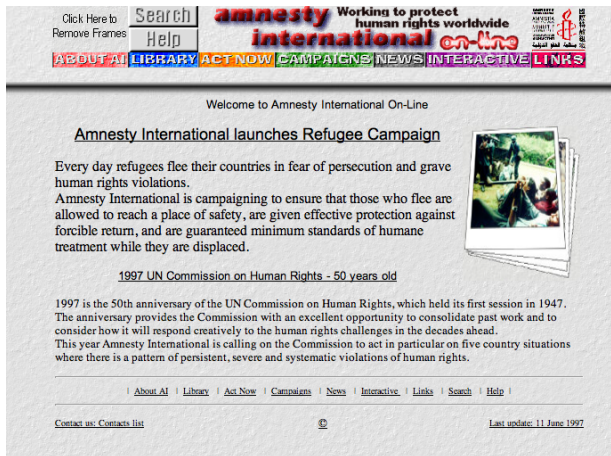 Click Here to
Remove Frames
Search
Help
amnesty
international on-line
Working to protect
human rights worldwide
ABOUT AI LIBRARY ACT NOW CAMPAIGNS NEWS INTERACTIVE LINKS
Welcome to Amnesty International On-Line
Amnesty International launches Refugee Campaign
Every day refugees flee their countries in fear of persecution and grave
human rights violations.
Amnesty International is campaigning to ensure that those who flee are
allowed to reach a place of safety, are given effective protection against
forcible return, and are guaranteed minimum standards of humane
treatment while they are displaced.
1997 UN Commission on Human Rights - 50 years old
1997 is the 50th anniversary of the UN Commission on Human Rights, which held its first session in 1947.
The anniversary provides the Commission with an excellent opportunity to consolidate past work and to
consider how it will respond creatively to the human rights challenges in the decades ahead.
This year Amnesty International is calling on the Commission to act in particular on five country situations
where there is a pattern of persistent, severe and systematic violations of human rights.
| About AI | Library | Act Now | Campaigns | News | Interactive | Links | Search | Help |
Contact us: Contacts list © Last update: 11 June 1997